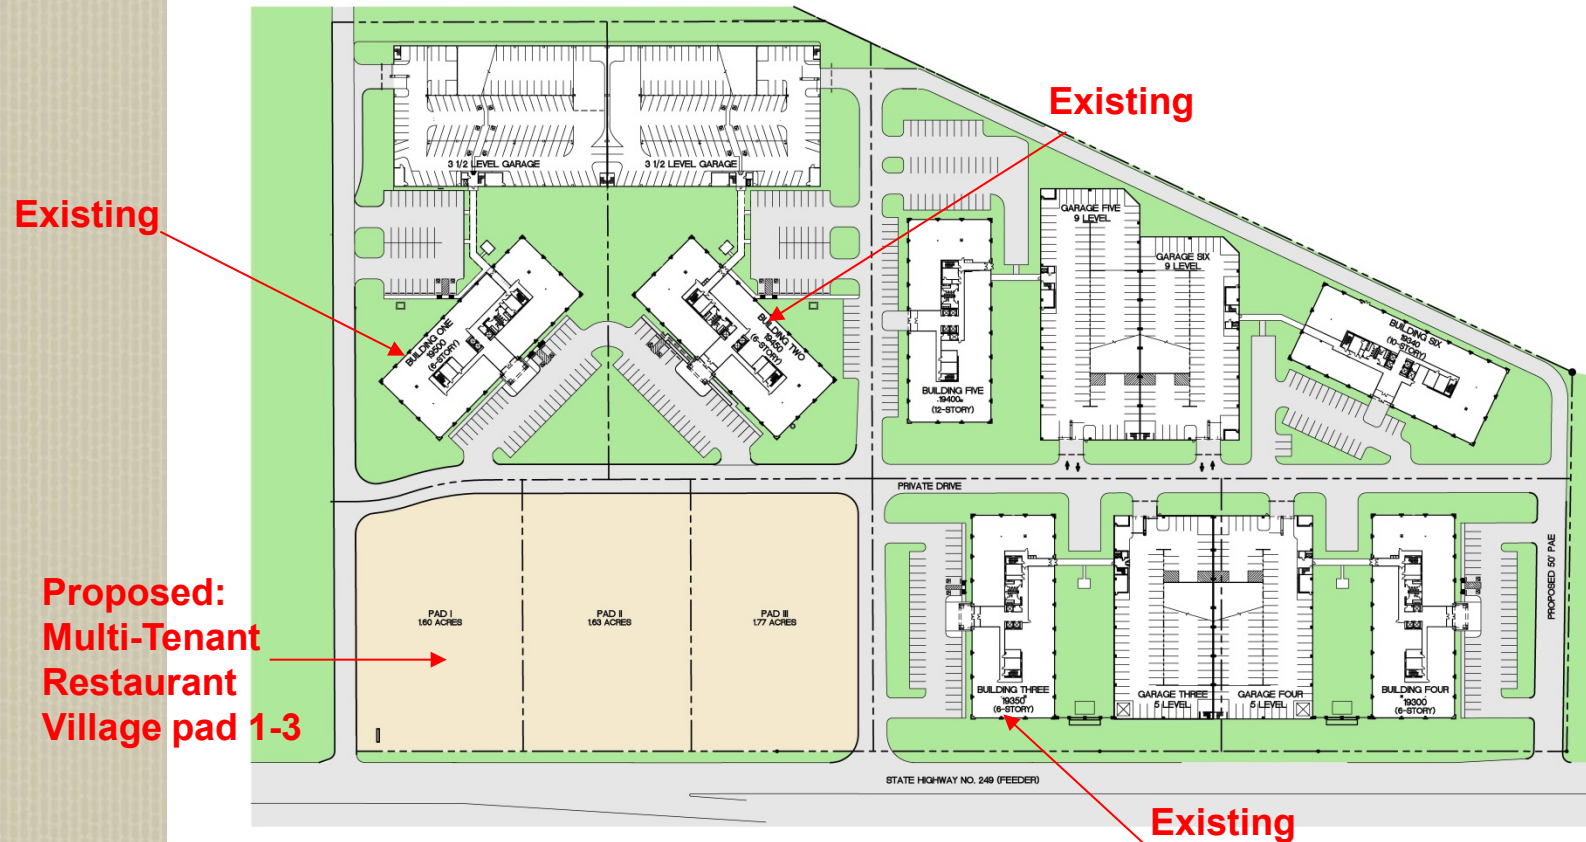 Existing
Existing
3 1/2 LEVEL GARAGE
3 1/2 LEVEL GARAGE
GARAGE FIVE
9 LEVEL
GARAGE SIX
9 LEVEL
BUILDING ONE
19500
(6-STORY)
BUILDING TWO
19450
(6-STORY)
BUILDING FIVE
19400
(12-STORY)
BUILDING SIX
19340
(10-STORY)
PRIVATE DRIVE
PROPOSED 50' PAE
Proposed:
Multi-Tenant
Restaurant
Village pad 1-3
PAD I
1.60 ACRES
PAD II
1.63 ACRES
PAD III
1.77 ACRES
BUILDING THREE
19350
(6-STORY)
GARAGE THREE
5 LEVEL
GARAGE FOUR
5 LEVEL
BUILDING FOUR
19300
(6-STORY)
STATE HIGHWAY NO. 249 (FEEDER)
Existing